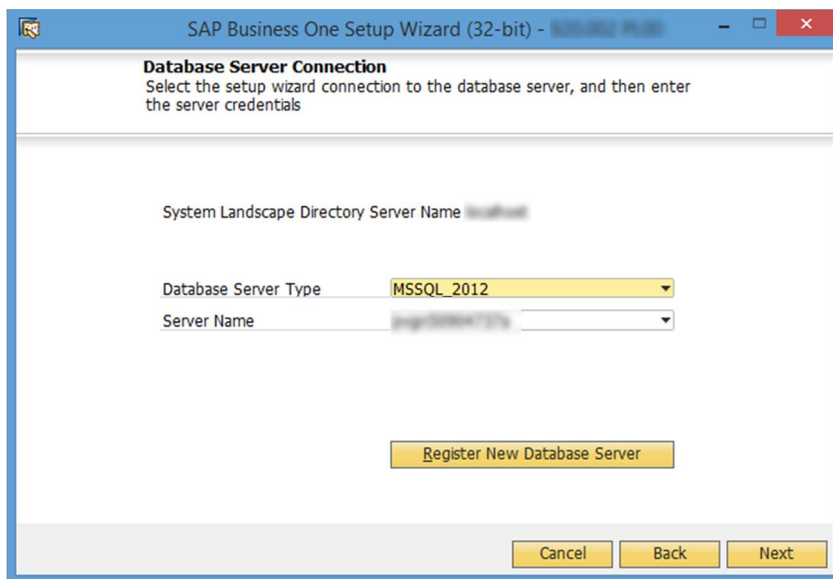 SAP Business One Setup Wizard (32-bit) -
Database Server Connection
Select the setup wizard connection to the database server, and then enter
the server credentials
System Landscape Directory Server Name
Database Server Type MSSQL_2012
Server Name
Register New Database Server
Cancel Back Next